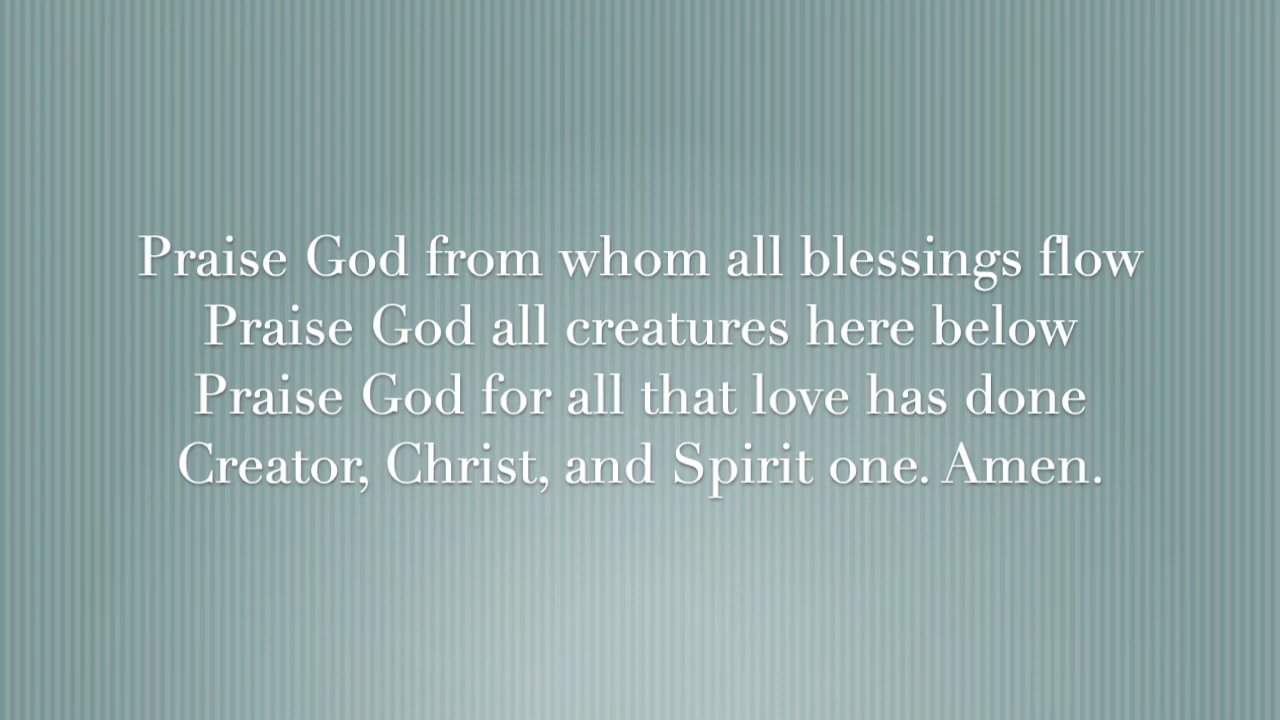 Praise God from whom all blessings flow
Praise God all creatures here below
Praise God for all that love has done
Creator, Christ, and Spirit one. Amen.